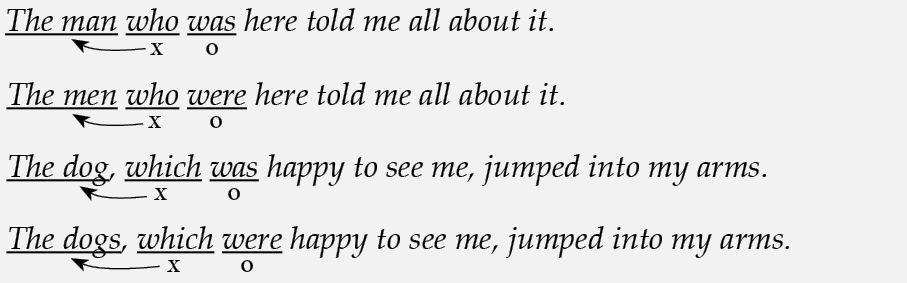 The man who was here told me all about it.
x o
The men who were here told me all about it.
x o
The dog, which was happy to see me, jumped into my arms.
x o
The dogs, which were happy to see me, jumped into my arms.
x o